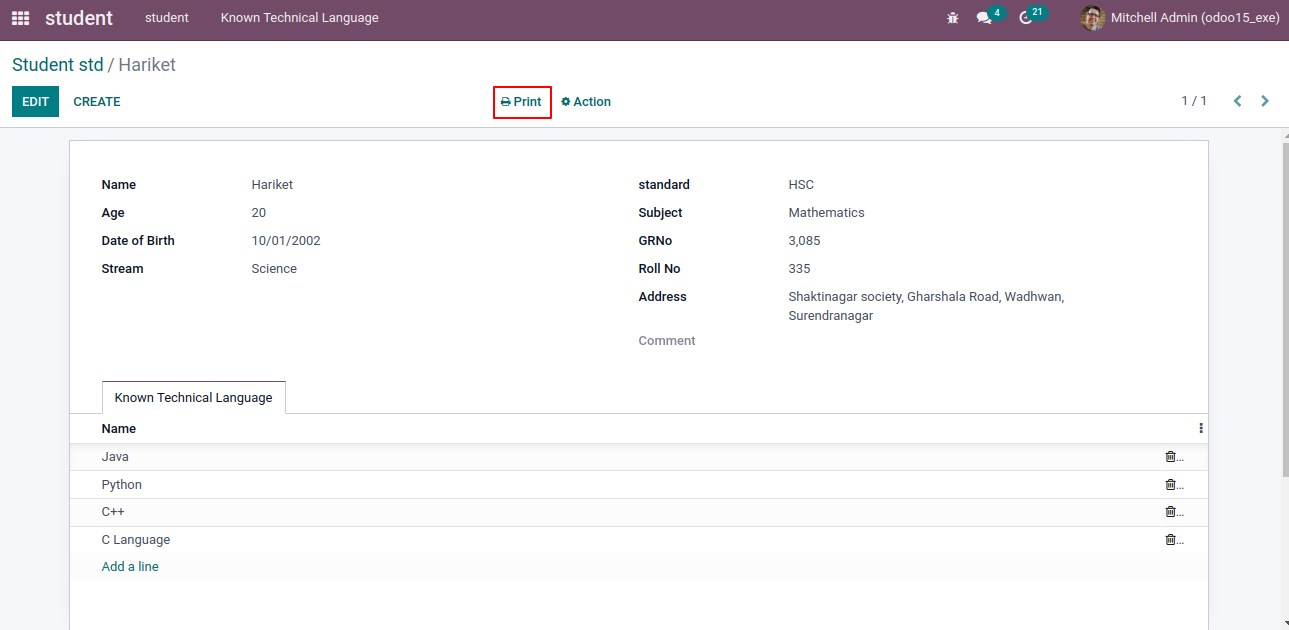 student student Known Technical Language 4 21 Mitchell Admin (odoo15_exe)
Student std / Hariket
EDIT CREATE Print Action 1 / 1
Name Hariket standard HSC
Age 20 Subject Mathematics
Date of Birth 10/01/2002 GRNo 3,085
Stream Science Roll No 335
Address Shaktinagar society, Gharshala Road, Wadhwan,
Surendranagar
Comment
Known Technical Language
Name
Java ...
Python ...
C++ ...
C Language ...
Add a line